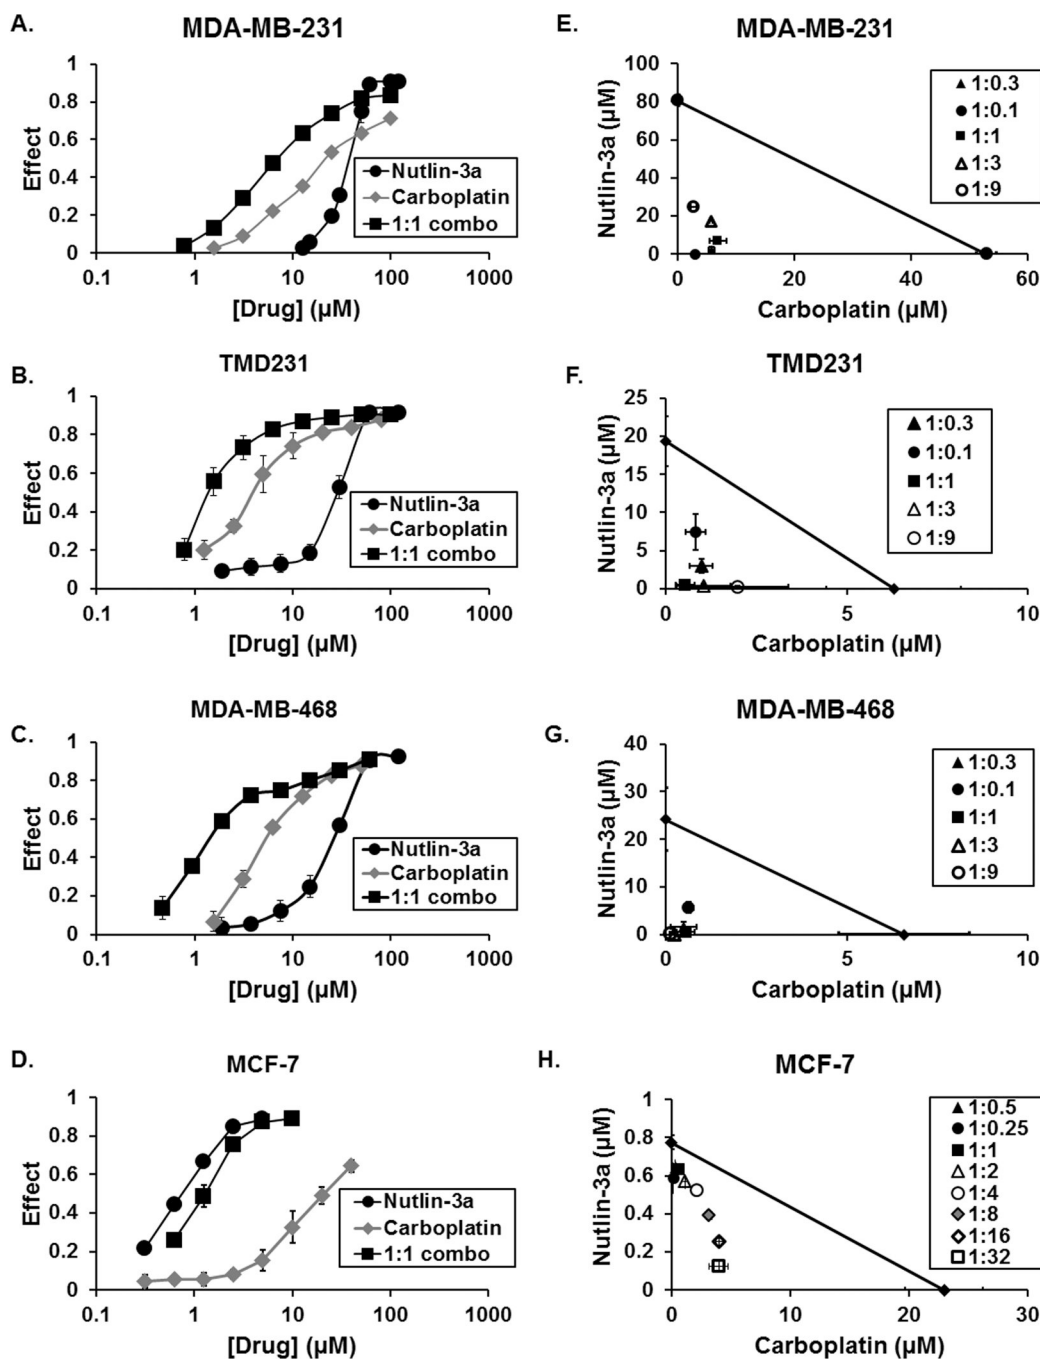 A.
MDA-MB-231
Effect
1
0.8
0.6
0.4
0.2
0
0.1
1
10
100
1000
[Drug] (µM)
Nutlin-3a
Carboplatin
1:1 combo
E.
MDA-MB-231
Nutlin-3a (µM)
100
80
60
40
20
0
0
20
40
60
Carboplatin (µM)
1:0.3
1:0.1
1:1
1:3
1:9
B.
TMD231
Effect
1
0.8
0.6
0.4
0.2
0
0.1
1
10
100
1000
[Drug] (µM)
Nutlin-3a
Carboplatin
1:1 combo
F.
TMD231
Nutlin-3a (µM)
25
20
15
10
5
0
0
5
10
Carboplatin (µM)
1:0.3
1:0.1
1:1
1:3
1:9
C.
MDA-MB-468
Effect
1
0.8
0.6
0.4
0.2
0
0.1
1
10
100
1000
[Drug] (µM)
Nutlin-3a
Carboplatin
1:1 combo
G.
MDA-MB-468
Nutlin-3a (µM)
40
30
20
10
0
0
5
10
Carboplatin (µM)
1:0.3
1:0.1
1:1
1:3
1:9
D.
MCF-7
Effect
1
0.8
0.6
0.4
0.2
0
0.1
1
10
100
1000
[Drug] (µM)
Nutlin-3a
Carboplatin
1:1 combo
H.
MCF-7
Nutlin-3a (µM)
1
0.8
0.6
0.4
0.2
0
0
10
20
30
Carboplatin (µM)
1:0.5
1:0.25
1:1
1:2
1:4
1:8
1:16
1:32